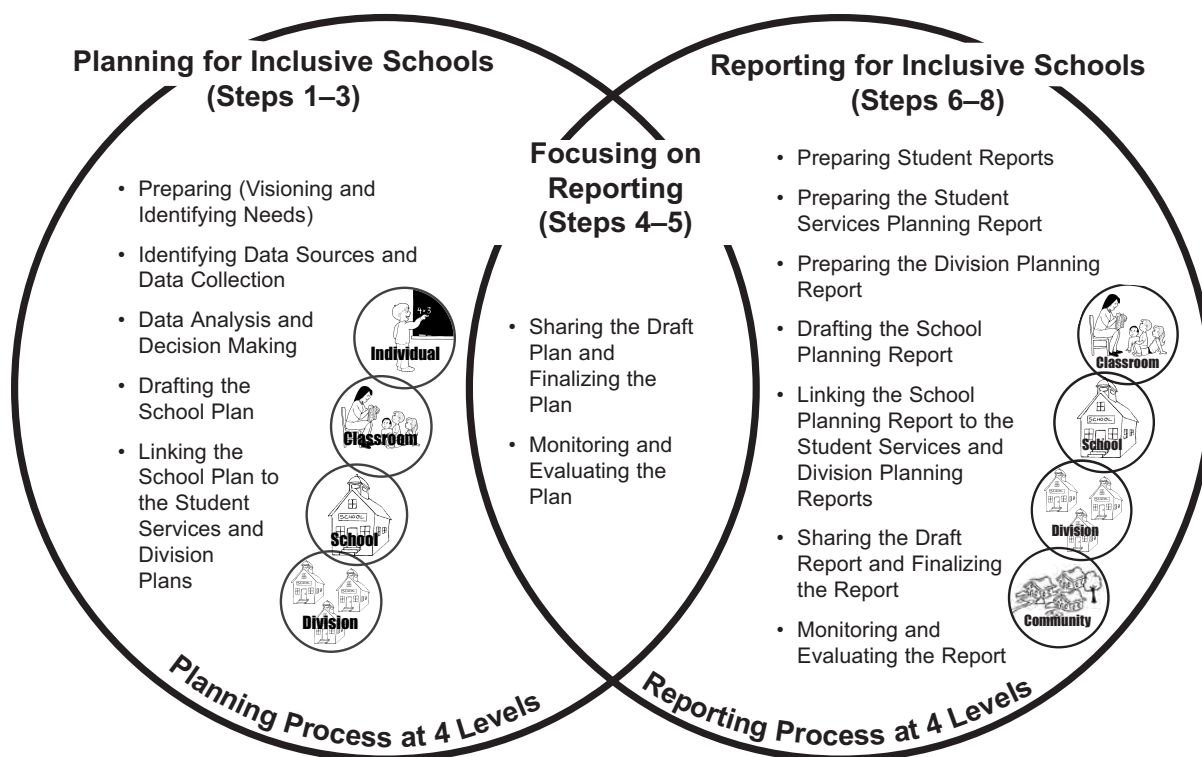 Planning for Inclusive Schools
(Steps 1–3)
• Preparing (Visioning and
Identifying Needs)
• Identifying Data Sources and
Data Collection
• Data Analysis and
Decision Making
• Drafting the
School Plan
• Linking the
School Plan to
the Student
Services and
Division
Plans
4×3
Individual
Classroom
SCHOOL
School
Division
Planning Process at 4 Levels
Focusing on
Reporting
(Steps 4–5)
• Sharing the Draft
Plan and
Finalizing the
Plan
• Monitoring and
Evaluating the
Plan
Reporting for Inclusive Schools
(Steps 6–8)
• Preparing Student Reports
• Preparing the Student
Services Planning Report
• Preparing the Division Planning
Report
• Drafting the School
Planning Report
• Linking the School
Planning Report to the
Student Services and
Division Planning
Reports
• Sharing the Draft
Report and Finalizing
the Report
• Monitoring and
Evaluating the Report
Classroom
SCHOOL
School
Division
Community
Reporting Process at 4 Levels